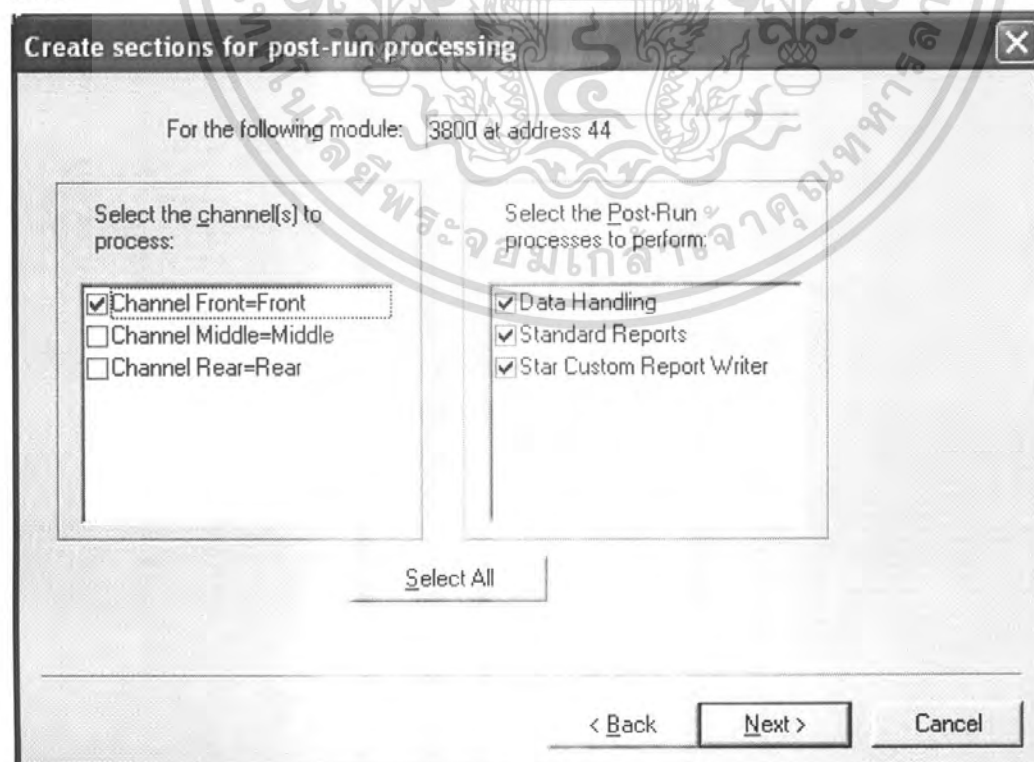 Create sections for post-run processing
For the following module: 3800 at address 44
Select the channel(s) to
process:
Channel Front=Front
Channel Middle=Middle
Channel Rear=Rear
Select the Post-Run
processes to perform:
Data Handling
Standard Reports
Star Custom Report Writer
Select All
< Back
Next >
Cancel